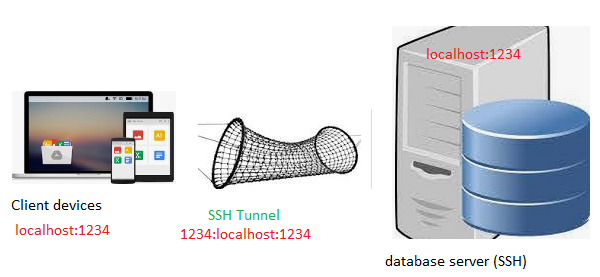 localhost:1234
Client devices
localhost:1234
SSH Tunnel
1234:localhost:1234
database server (SSH)